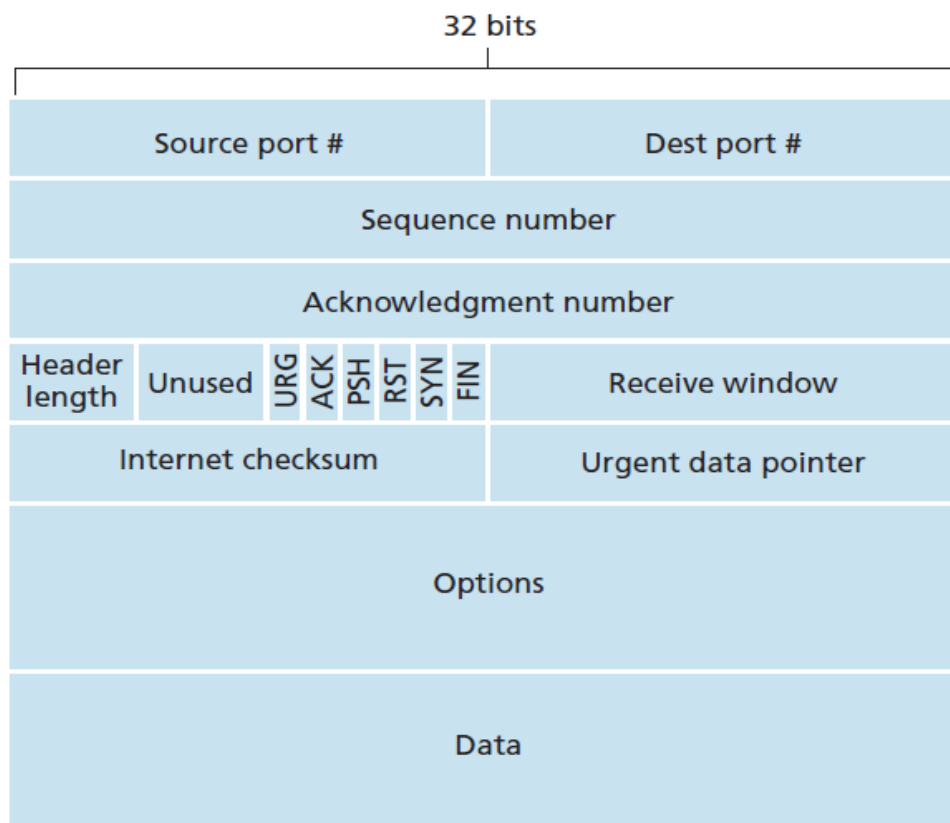 32 bits
Source port #
Dest port #
Sequence number
Acknowledgment number
Header
length
Unused
URG
ACK
PSH
RST
SYN
FIN
Receive window
Internet checksum
Urgent data pointer
Options
Data